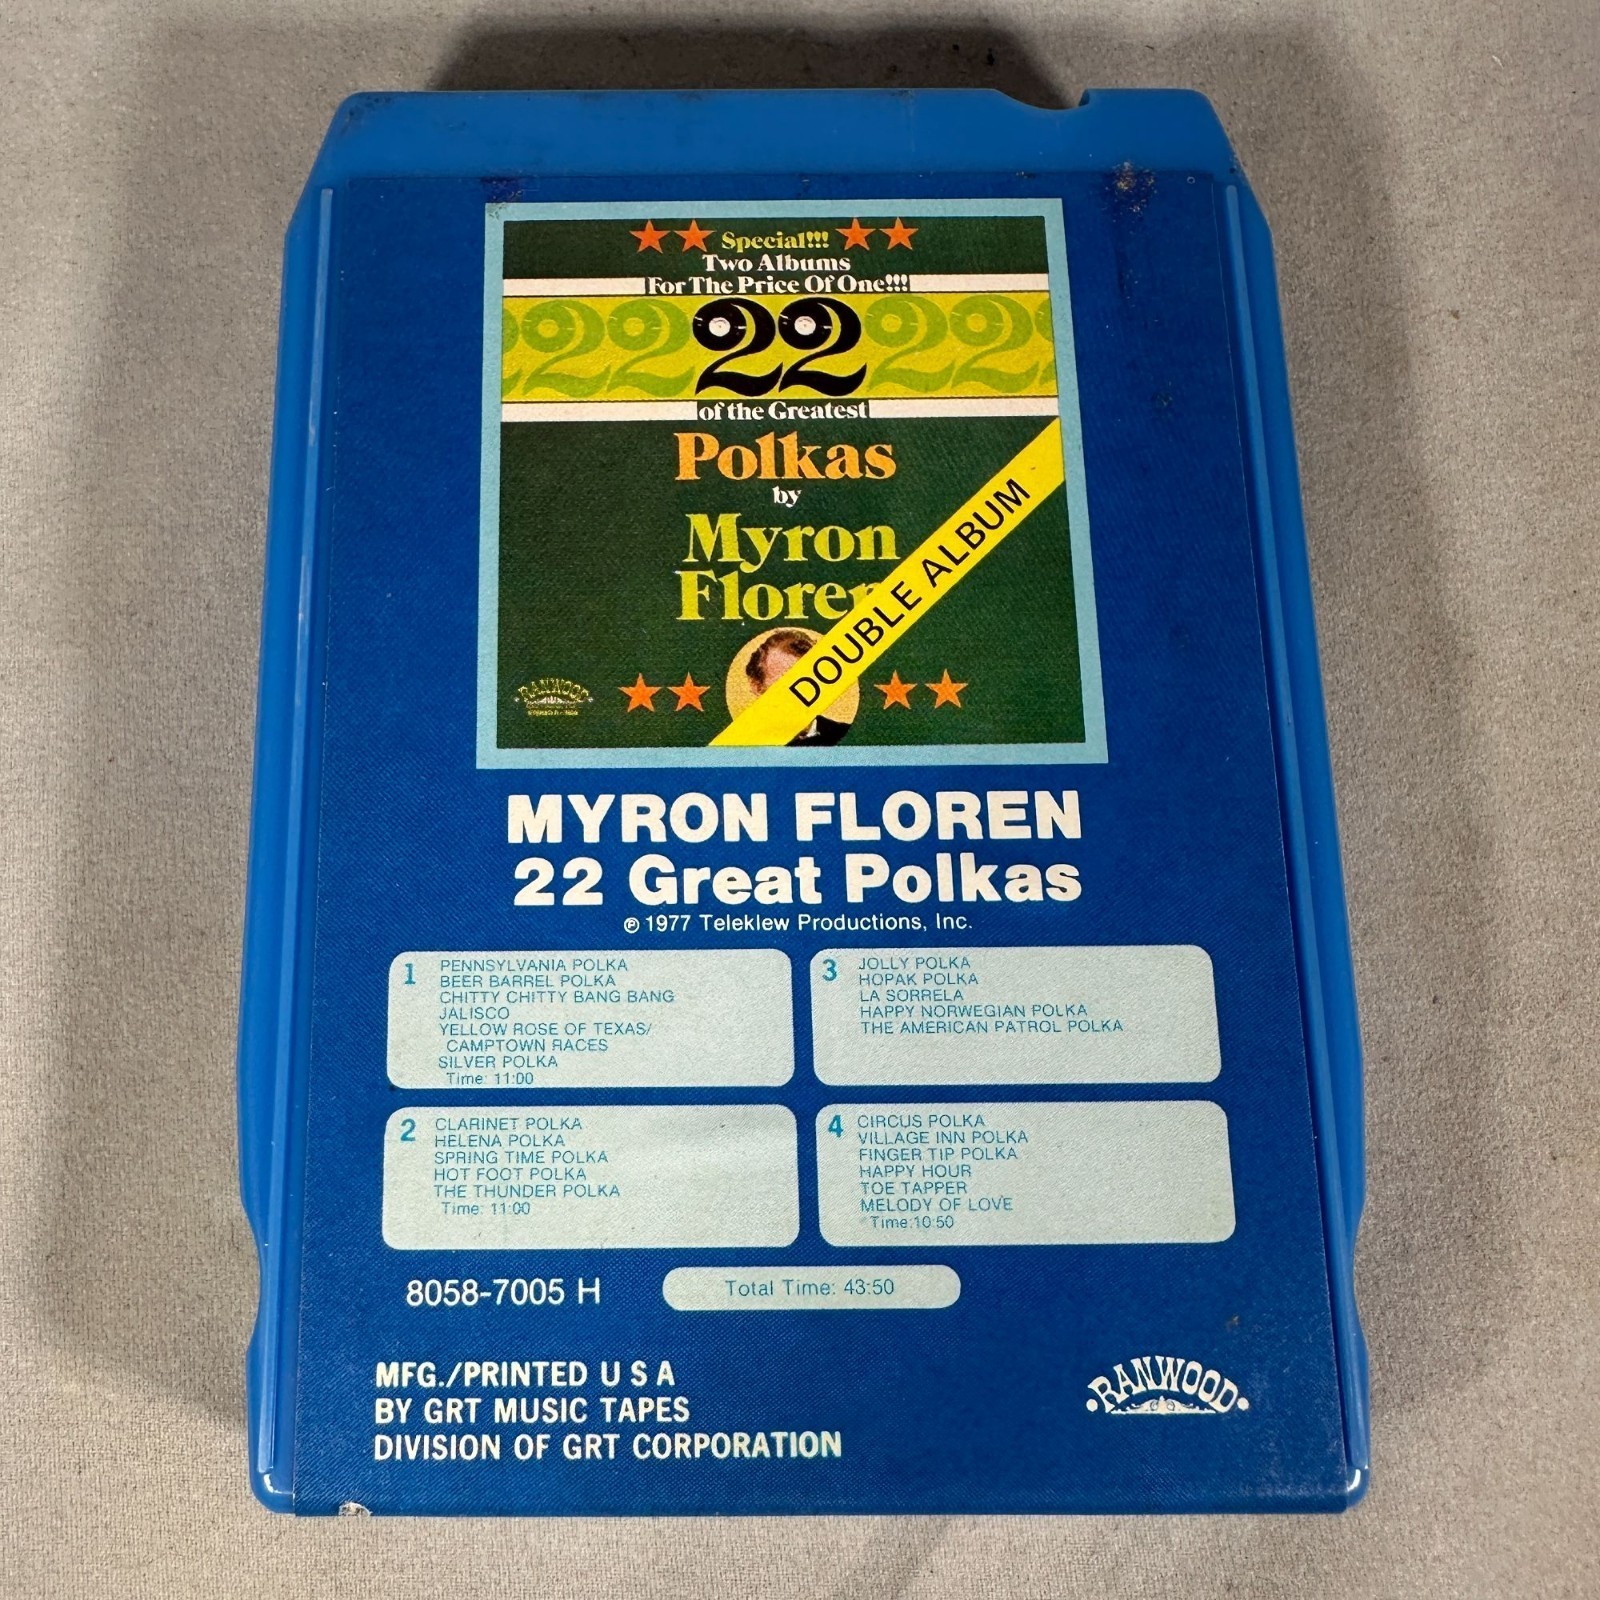 Special!!!
Two Albums
For The Price Of One!!!
22 22 22 22
of the Greatest
Polkas
by
Myron
Floren
DOUBLE ALBUM
RANWOOD
MYRON FLOREN
22 Great Polkas
℗ 1977 Teleklew Productions, Inc.
1 PENNSYLVANIA POLKA
BEER BARREL POLKA
CHITTY CHITTY BANG BANG
JALISCO
YELLOW ROSE OF TEXAS/
CAMPTOWN RACES
SILVER POLKA
Time: 11:00
2 CLARINET POLKA
HELENA POLKA
SPRING TIME POLKA
HOT FOOT POLKA
THE THUNDER POLKA
Time: 11:00
3 JOLLY POLKA
HOPAK POLKA
LA SORRELA
HAPPY NORWEGIAN POLKA
THE AMERICAN PATROL POLKA
4 CIRCUS POLKA
VILLAGE INN POLKA
FINGER TIP POLKA
HAPPY HOUR
TOE TAPPER
MELODY OF LOVE
Time:10:50
8058-7005 H
Total Time: 43:50
MFG./PRINTED U S A
BY GRT MUSIC TAPES
DIVISION OF GRT CORPORATION
RANWOOD